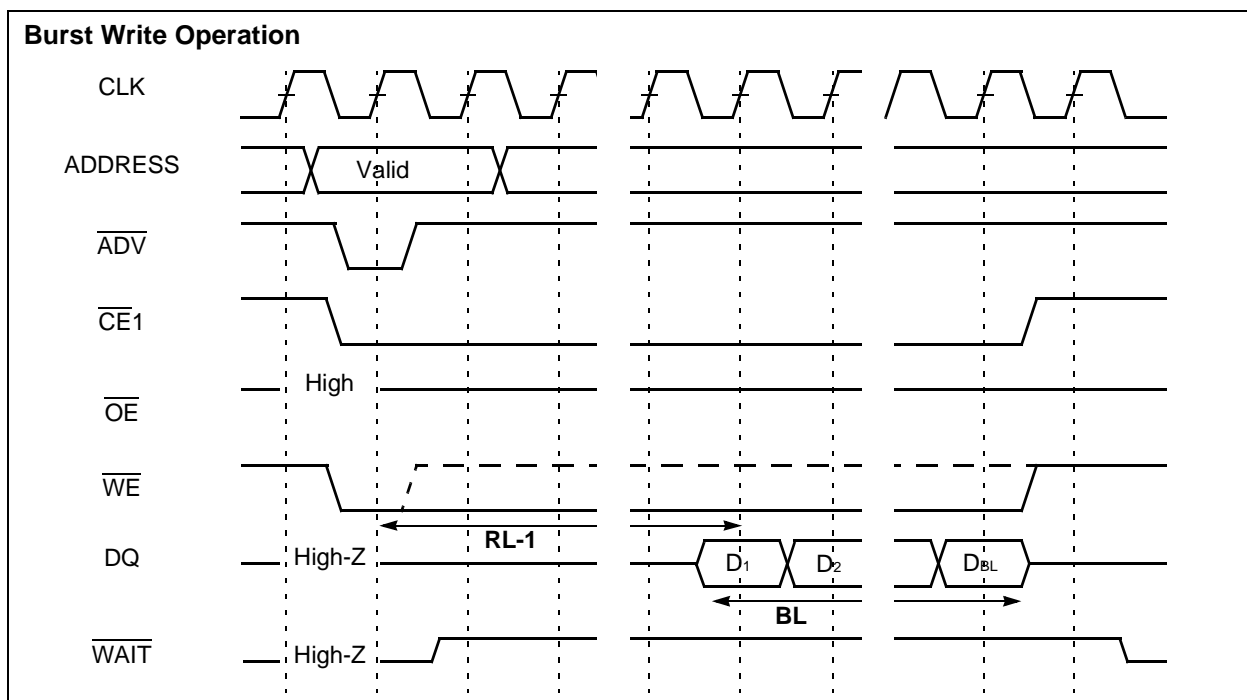 Burst Write Operation
CLK
ADDRESS
Valid
ADV
CE1
High
OE
WE
RL-1
DQ
High-Z
D1
D2
DBL
BL
WAIT
High-Z